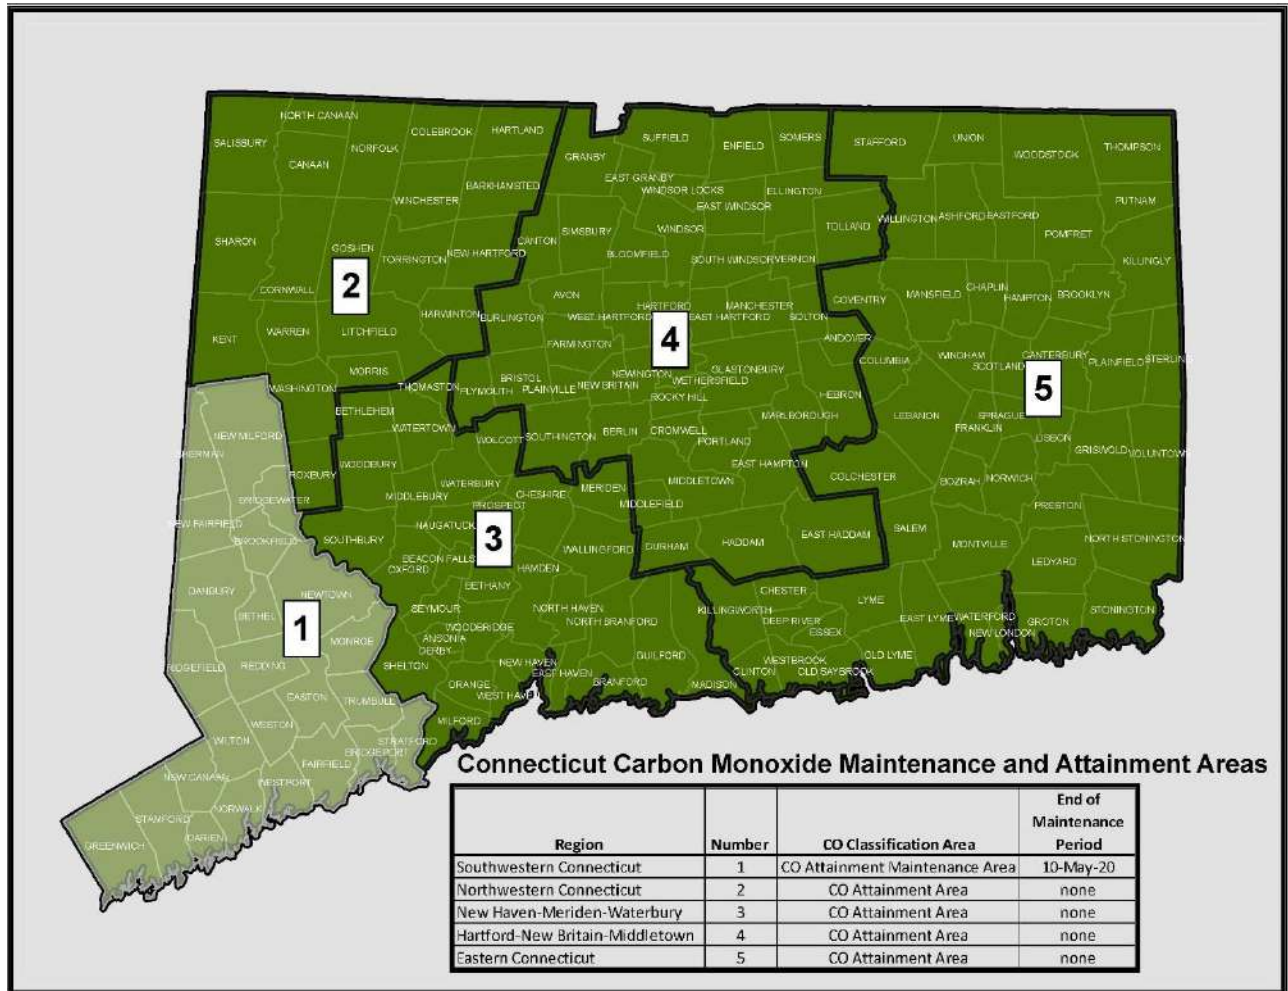 NORTH CANAAN
COLEBROOK
HARTLAND
SALISBURY
NORFOLK
CANAAN
SUFFIELD
ENFIELD
SOMERS
STAFFORD
UNION
WOODSTOCK
THOMPSON
GRANBY
EAST GRANBY
WINDSOR LOCKS
ELLINGTON
BARKHAMSTED
WINCHESTER
EAST WINDSOR
PUTNAM
SHARON
GOSHEN
TORRINGTON
NEW HARTFORD
CANTON
SIMSBURY
WINDSOR
TOLLAND
WILLINGTON
ASHFORD
EASTFORD
POMFRET
BLOOMFIELD
SOUTH WINDSOR
VERNON
KILLINGLY
2
CORNWALL
AVON
HARTFORD
MANCHESTER
COVENTRY
MANSFIELD
CHAPLIN
HAMPTON
BROOKLYN
HARWINTON
BURLINGTON
WEST HARTFORD
EAST HARTFORD
BOLTON
KENT
WARREN
LITCHFIELD
FARMINGTON
4
ANDOVER
COLUMBIA
WINDHAM
SCOTLAND
CANTERBURY
PLAINFIELD
STERLING
MORRIS
WASHINGTON
THOMASTON
PLYMOUTH
BRISTOL
PLAINVILLE
NEW BRITAIN
NEWINGTON
WETHERSFIELD
GLASTONBURY
ROCKY HILL
HEBRON
5
BETHLEHEM
WATERTOWN
WOLCOTT
SOUTHINGTON
BERLIN
CROMWELL
PORTLAND
MARLBOROUGH
LEBANON
SPRAGUE
FRANKLIN
LISBON
GRISWOLD
VOLUNTOWN
NEW MILFORD
SHERMAN
ROXBURY
WOODBURY
EAST HAMPTON
COLCHESTER
BOZRAH
NORWICH
BRIDGEWATER
MIDDLEBURY
WATERBURY
PROSPECT
CHESHIRE
MERIDEN
MIDDLETOWN
MIDDLEFIELD
PRESTON
NEW FAIRFIELD
BROOKFIELD
SOUTHBURY
NAUGATUCK
3
WALLINGFORD
DURHAM
HADDAM
EAST HADDAM
SALEM
MONTVILLE
NORTH STONINGTON
BEACON FALLS
OXFORD
HAMDEN
BETHANY
LEDYARD
DANBURY
BETHEL
NEWTOWN
1
MONROE
SEYMOUR
WOODBRIDGE
ANSONIA
DERBY
NORTH HAVEN
NORTH BRANFORD
KILLINGWORTH
CHESTER
DEEP RIVER
ESSEX
LYME
EAST LYME
WATERFORD
NEW LONDON
GROTON
STONINGTON
RIDGEFIELD
REDDING
SHELTON
NEW HAVEN
EAST HAVEN
GUILFORD
WESTBROOK
CLINTON
OLD SAYBROOK
OLD LYME
EASTON
TRUMBULL
ORANGE
WEST HAVEN
BRANFORD
MADISON
WESTON
WILTON
STRATFORD
BRIDGEPORT
MILFORD
FAIRFIELD
NEW CANAAN
WESTPORT
NORWALK
STAMFORD
DARIEN
GREENWICH
Connecticut Carbon Monoxide Maintenance and Attainment Areas
Region Number CO Classification Area End of Maintenance Period
Southwestern Connecticut 1 CO Attainment Maintenance Area 10-May-20
Northwestern Connecticut 2 CO Attainment Area none
New Haven-Meriden-Waterbury 3 CO Attainment Area none
Hartford-New Britain-Middletown 4 CO Attainment Area none
Eastern Connecticut 5 CO Attainment Area none